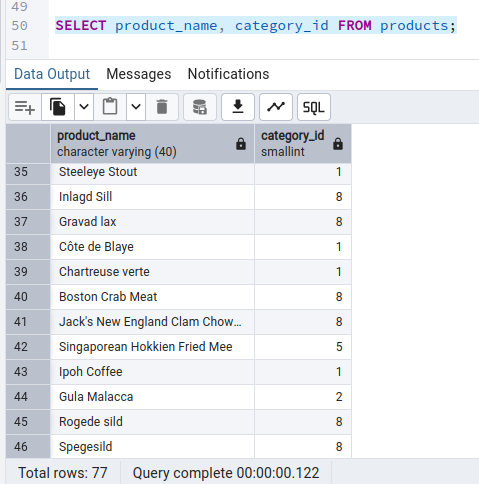 49
50 SELECT product_name, category_id FROM products;
51
Data Output Messages Notifications
SQL
product_name category_id
character varying (40) smallint
35 Steeleye Stout 1
36 Inlagd Sill 8
37 Gravad lax 8
38 Côte de Blaye 1
39 Chartreuse verte 1
40 Boston Crab Meat 8
41 Jack's New England Clam Chow... 8
42 Singaporean Hokkien Fried Mee 5
43 Ipoh Coffee 1
44 Gula Malacca 2
45 Rogede sild 8
46 Spegesild 8
Total rows: 77 Query complete 00:00:00.122